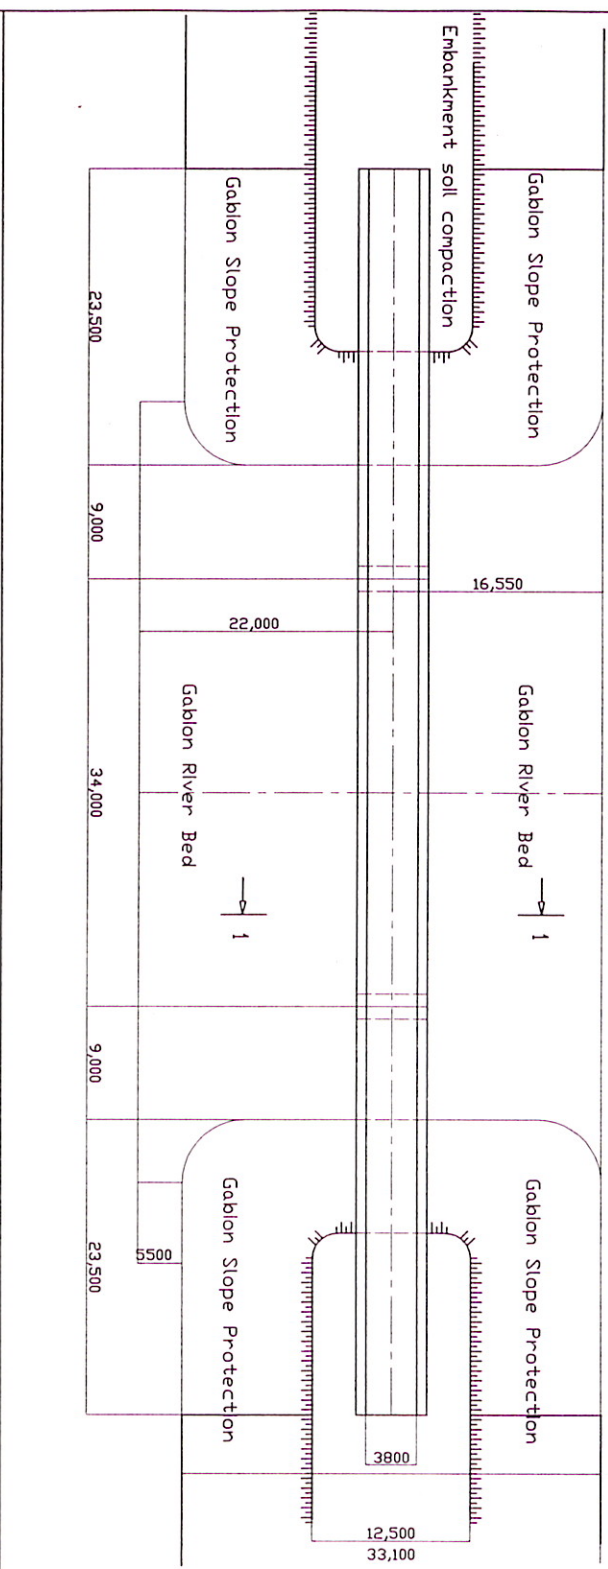 Embankment soil compaction
Gabion Slope Protection
Gabion Slope Protection
23,500
9,000
16,550
22,000
Gabion River Bed
Gabion River Bed
34,000
1
1
9,000
Gabion Slope Protection
Gabion Slope Protection
23,500
5500
3800
12,500
33,100